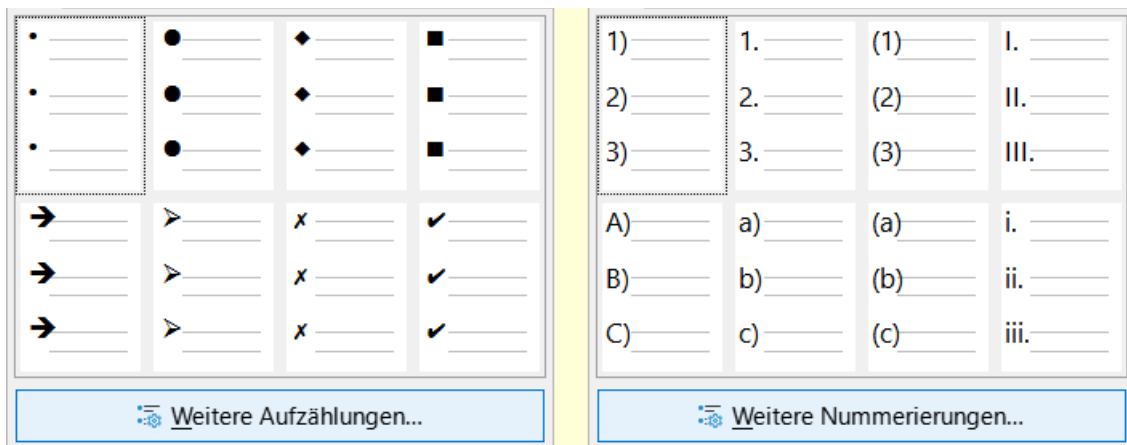 • ● ◆ ■
• ● ◆ ■
• ● ◆ ■
➔ ➢ ✗ ✔
➔ ➢ ✗ ✔
➔ ➢ ✗ ✔
Weitere Aufzählungen...
1) 1. (1) I.
2) 2. (2) II.
3) 3. (3) III.
A) a) (a) i.
B) b) (b) ii.
C) c) (c) iii.
Weitere Nummerierungen...